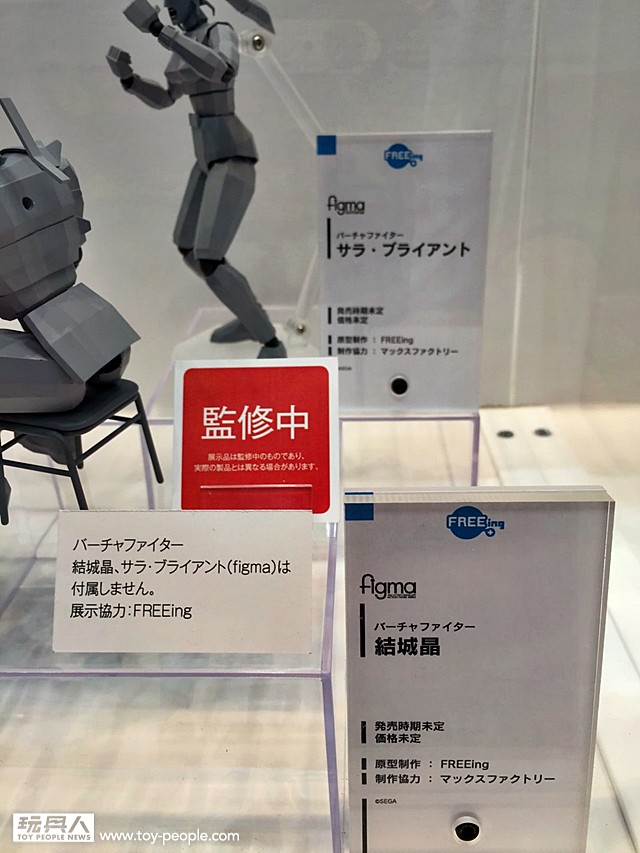 FREEing
figma
バーチャファイター
サラ・ブライアント
発売時期未定
価格未定
原型制作 : FREEing
制作協力 : マックスファクトリー
©SEGA
監修中
展示品は監修中のものであり、
実際の製品とは異なる場合があります。
バーチャファイター
結城晶、サラ・ブライアント(figma)は
付属しません。
展示協力:FREEing
FREEing
figma
バーチャファイター
結城晶
発売時期未定
価格未定
原型制作 : FREEing
制作協力 : マックスファクトリー
©SEGA
玩具人
TOY PEOPLE NEWS
www.toy-people.com